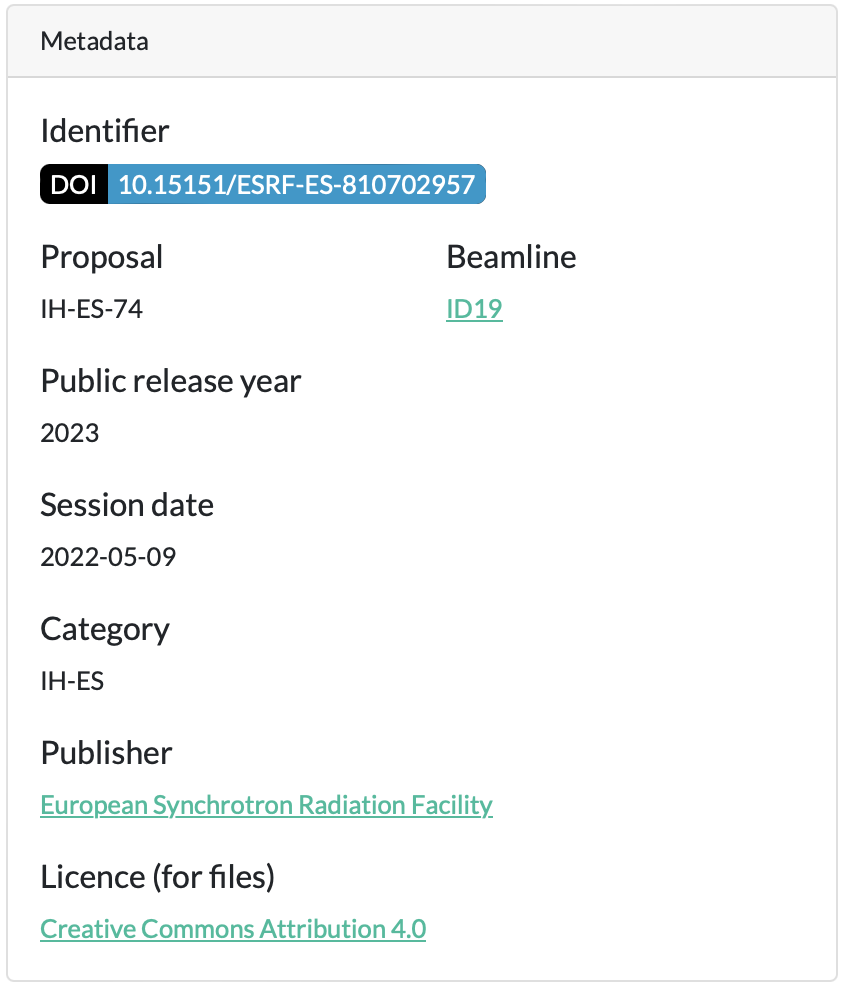 Metadata
Identifier
DOI 10.15151/ESRF-ES-810702957
Proposal
IH-ES-74
Beamline
ID19
Public release year
2023
Session date
2022-05-09
Category
IH-ES
Publisher
European Synchrotron Radiation Facility
Licence (for files)
Creative Commons Attribution 4.0